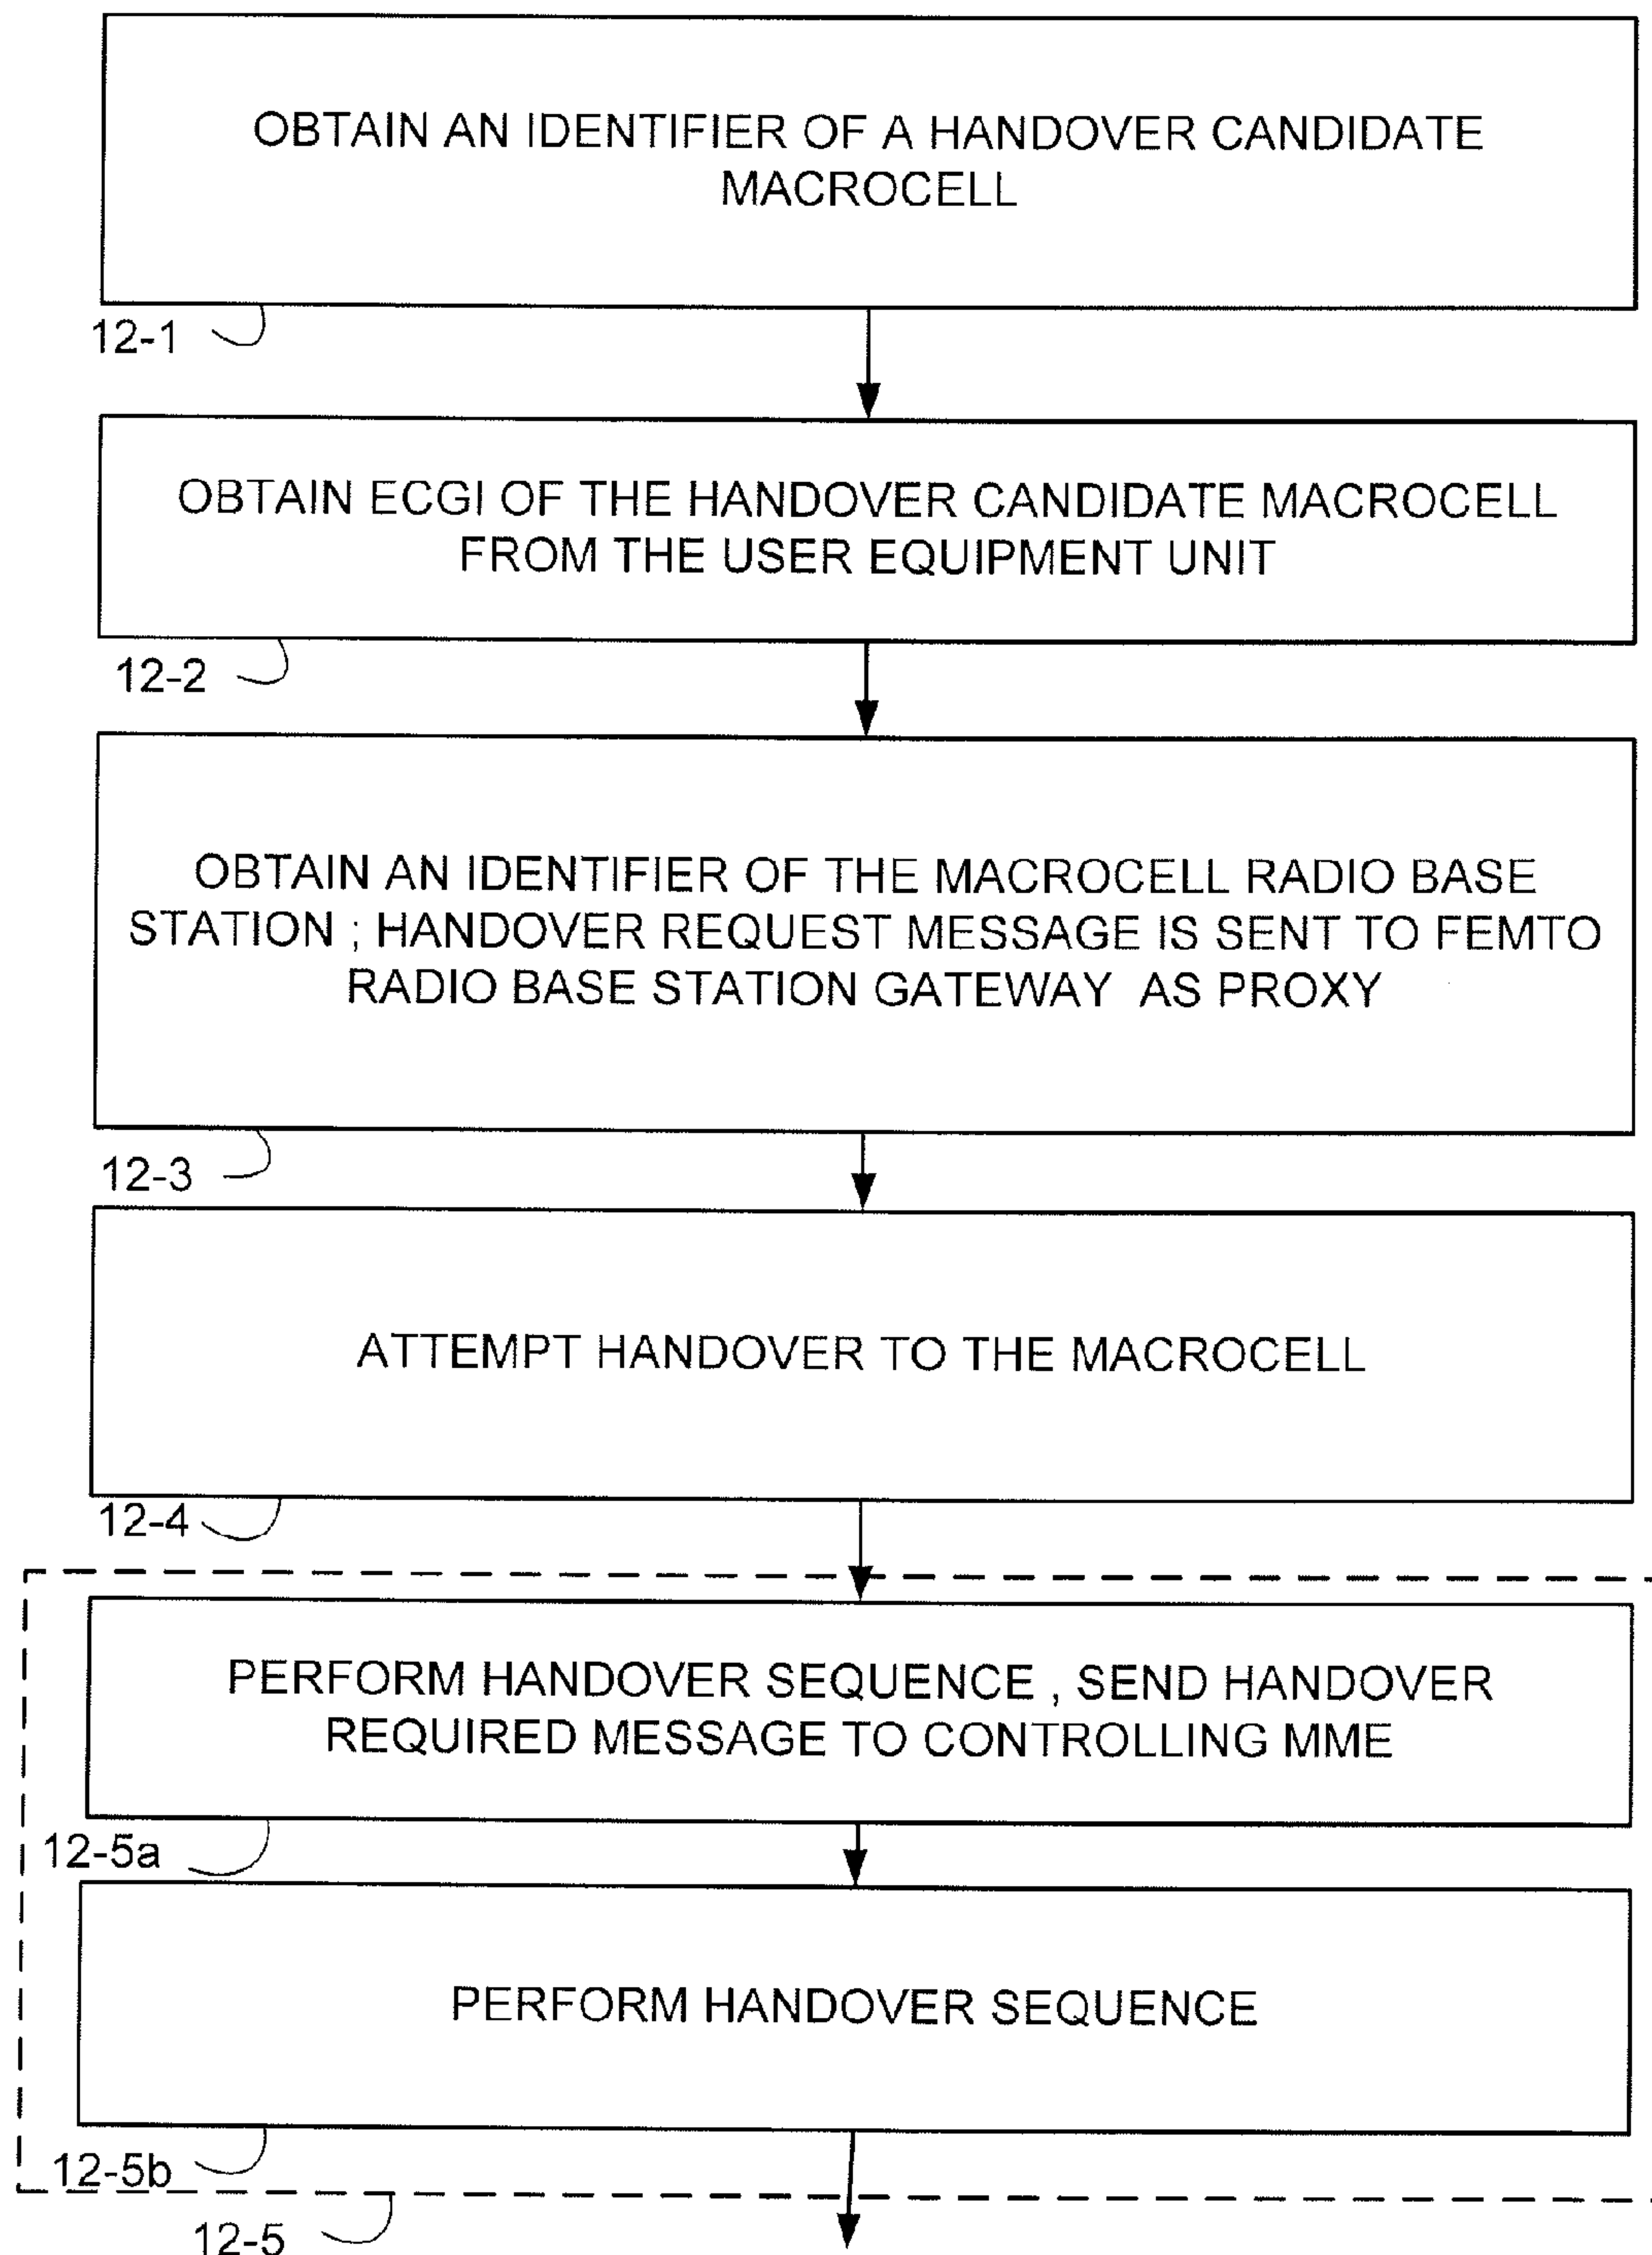 OBTAIN AN IDENTIFIER OF A HANDOVER CANDIDATE
MACROCELL
12-1
OBTAIN ECGI OF THE HANDOVER CANDIDATE MACROCELL
FROM THE USER EQUIPMENT UNIT
12-2
OBTAIN AN IDENTIFIER OF THE MACROCELL RADIO BASE
STATION ; HANDOVER REQUEST MESSAGE IS SENT TO FEMTO
RADIO BASE STATION GATEWAY AS PROXY
12-3
ATTEMPT HANDOVER TO THE MACROCELL
12-4
PERFORM HANDOVER SEQUENCE , SEND HANDOVER
REQUIRED MESSAGE TO CONTROLLING MME
12-5a
PERFORM HANDOVER SEQUENCE
12-5b
12-5